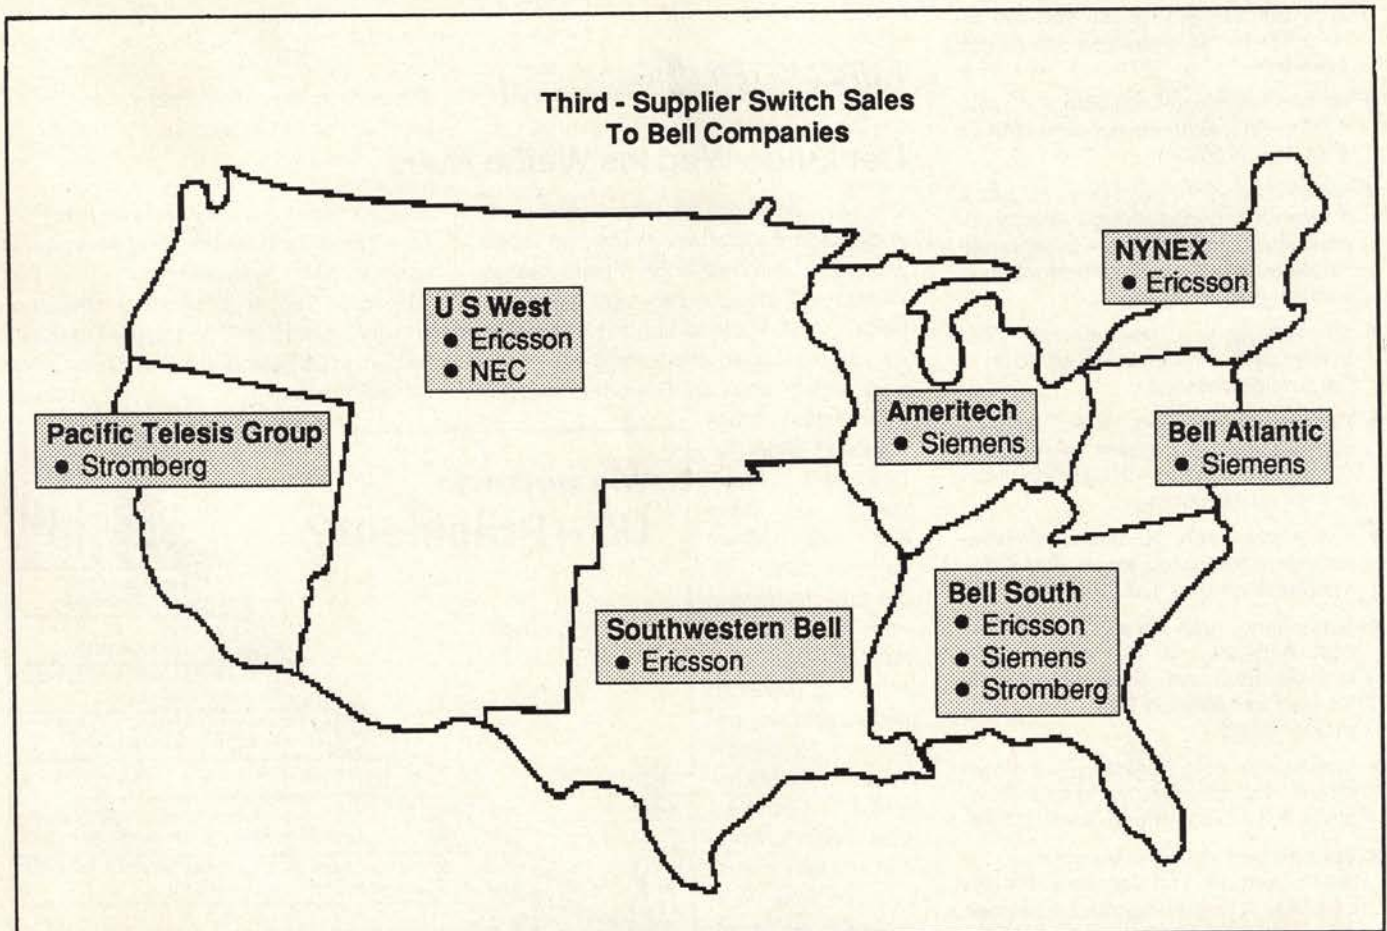 Third - Supplier Switch Sales
To Bell Companies
NYNEX
• Ericsson
U S West
• Ericsson
• NEC
Ameritech
• Siemens
Pacific Telesis Group
• Stromberg
Bell Atlantic
• Siemens
Bell South
• Ericsson
• Siemens
• Stromberg
Southwestern Bell
• Ericsson